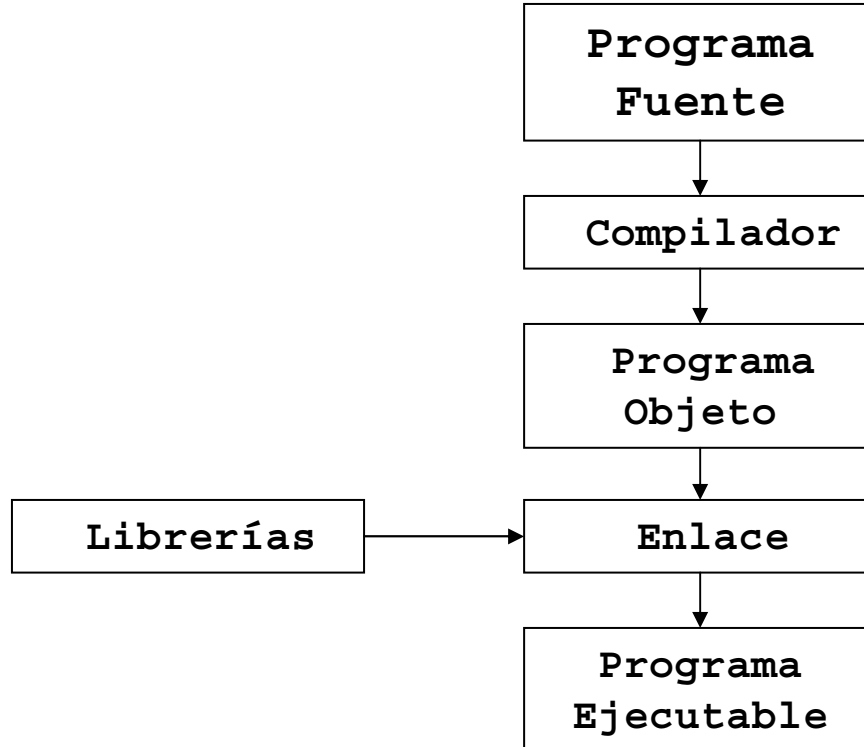 Programa
Fuente
Compilador
Programa
Objeto
Librerías
Enlace
Programa
Ejecutable